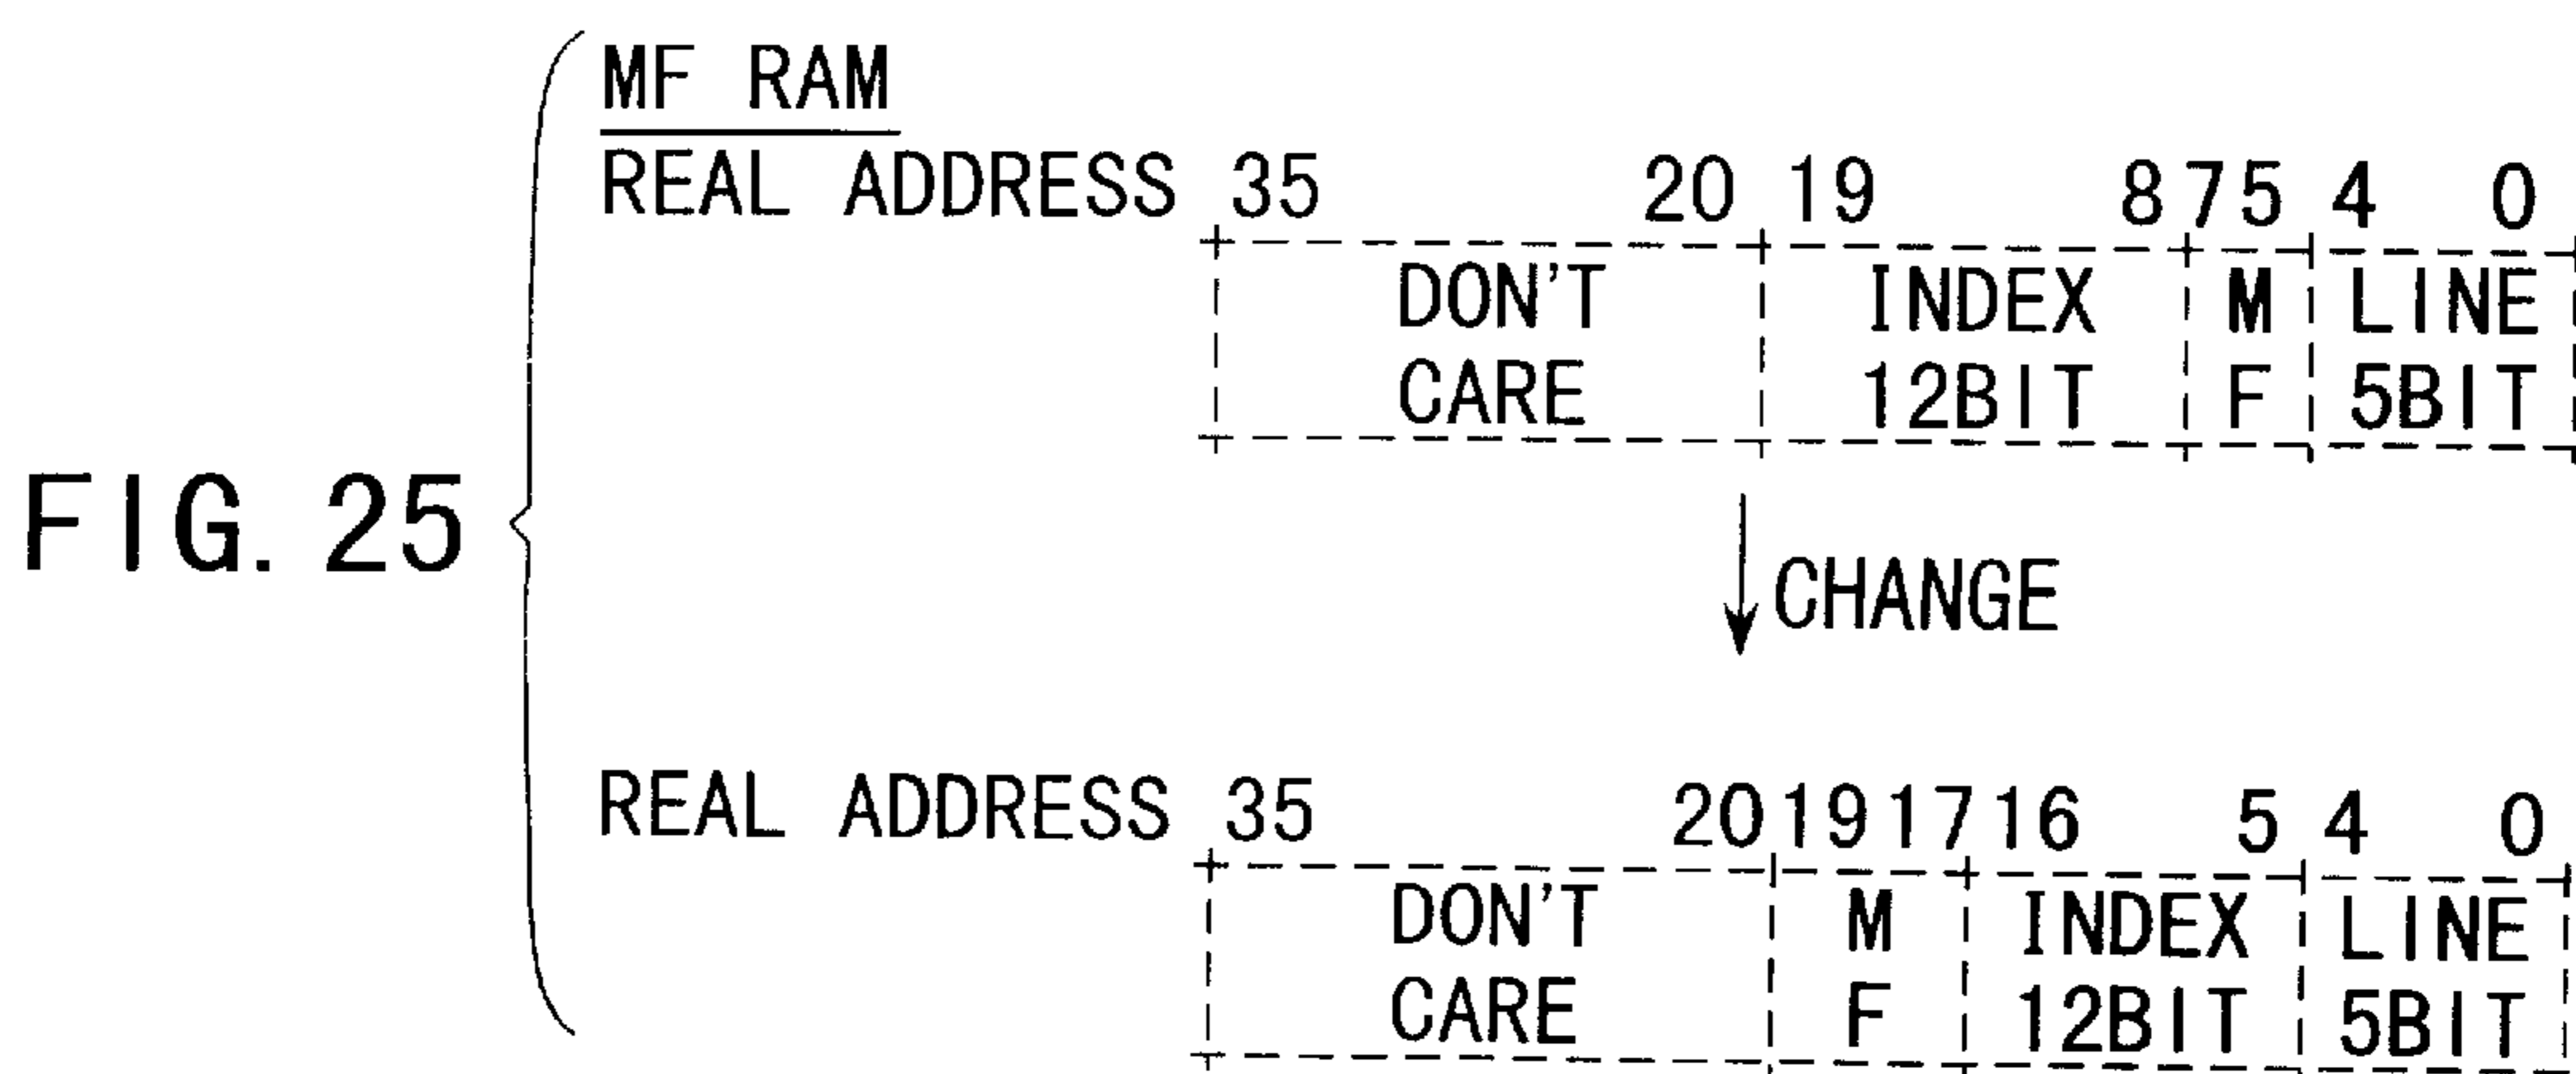 MF RAM
REAL ADDRESS 35 20 19 8 7 5 4 0
DON'T INDEX M LINE
CARE 12BIT F 5BIT
FIG. 25
CHANGE
REAL ADDRESS 35 20 19 17 16 5 4 0
DON'T M INDEX LINE
CARE F 12BIT 5BIT